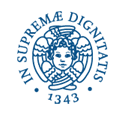 IN SUPREMÆ DIGNITATIS
· 1343 ·